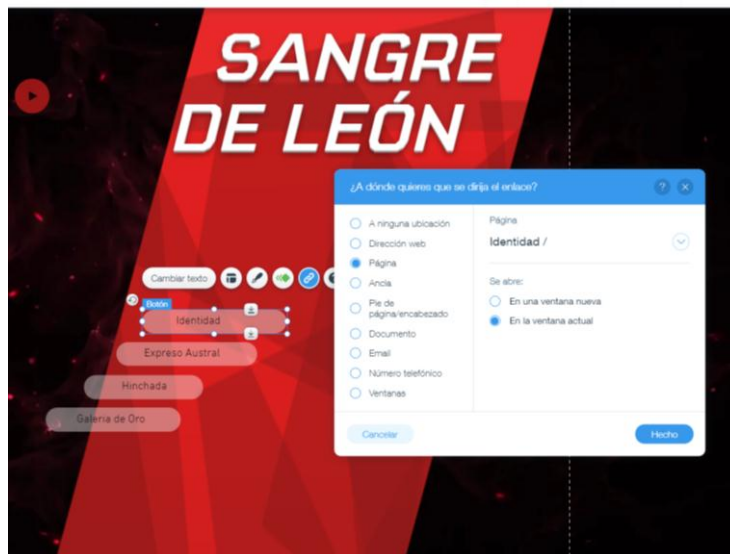 SANGRE
DE LEÓN
¿A dónde quieres que se dirija el enlace?
?
A ninguna ubicación
Dirección web
Página
Ancla
Pie de
página/encabezado
Documento
Email
Número telefónico
Ventanas
Página
Identidad /
Se abre:
En una ventana nueva
En la ventana actual
Cancelar
Hecho
Cambiar texto
Botón
Identidad
Expreso Austral
Hinchada
Galeria de Oro